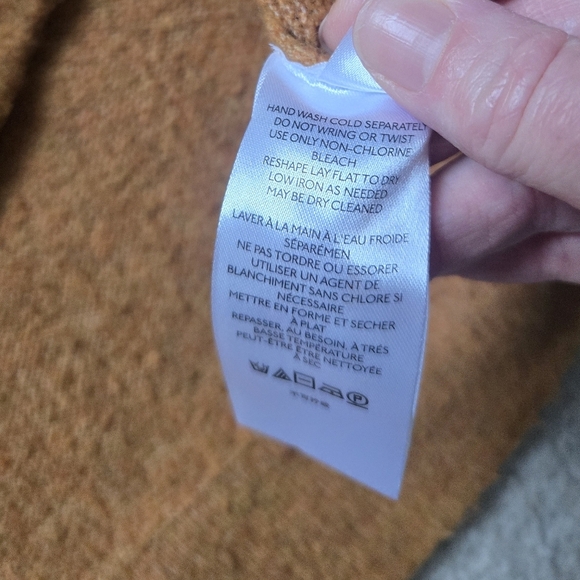 HAND WASH COLD SEPARATELY
DO NOT WRING OR TWIST
USE ONLY NON-CHLORINE
BLEACH
RESHAPE LAY FLAT TO DRY
LOW IRON AS NEEDED
MAY BE DRY CLEANED
LAVER À LA MAIN À L'EAU FROIDE
SÉPARÉMEN
NE PAS TORDRE OU ESSORER
UTILISER UN AGENT DE
BLANCHIMENT SANS CHLORE SI
NÉCESSAIRE
METTRE EN FORME ET SECHER
À PLAT
REPASSER, AU BESOIN, À TRÉS
BASSE TEMPÉRATURE
PEUT-ÊTRE ÊTRE NETTOYÉE
À SEC
P